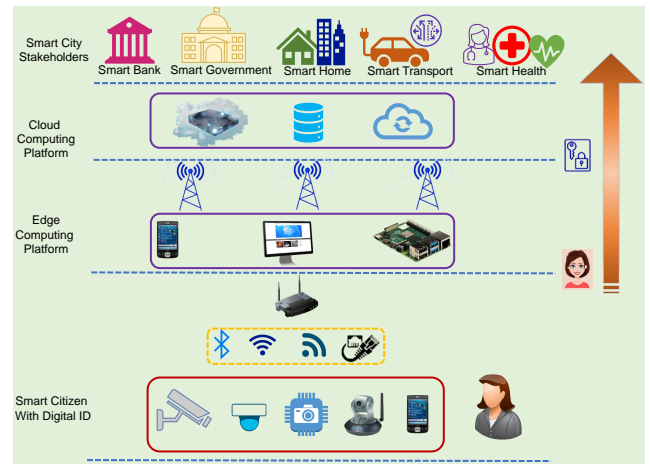 Smart City
Stakeholders
Smart Bank
Smart Government
Smart Home
Smart Transport
Smart Health
Cloud
Computing
Platform
Edge
Computing
Platform
Smart Citizen
With Digital ID